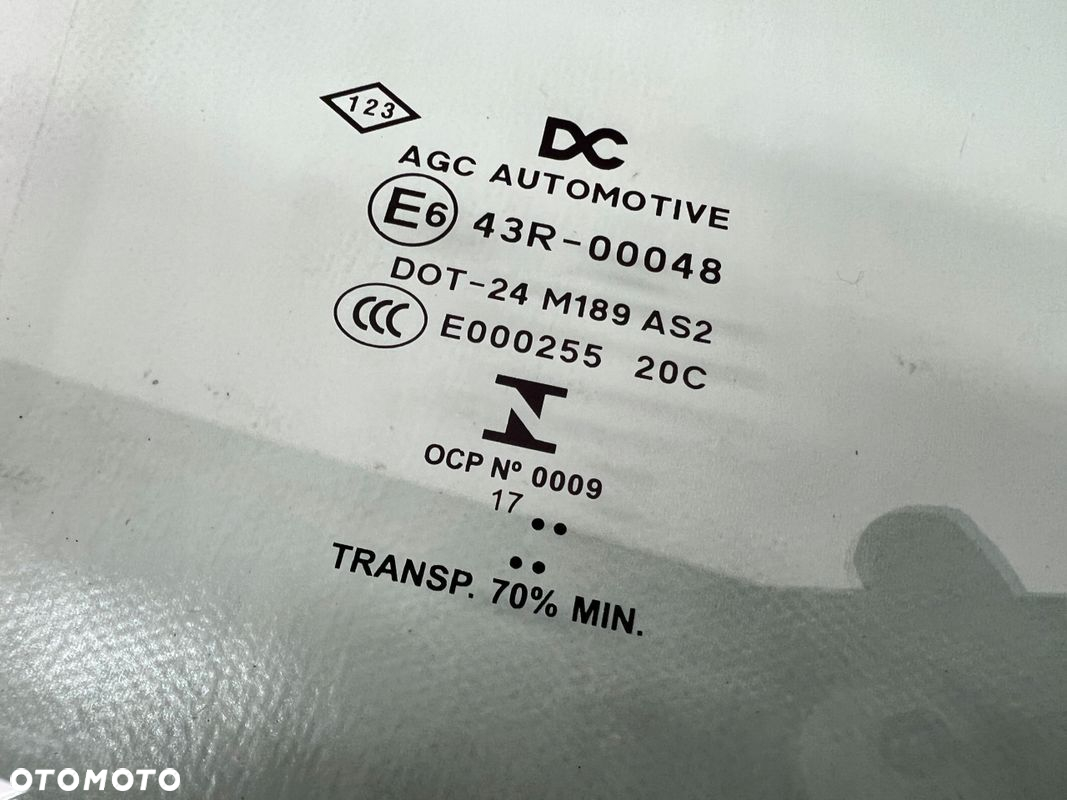 123
DC
AGC AUTOMOTIVE
E6 43R-00048
DOT-24 M189 AS2
CCC E000255 20C
OCP Nº 0009
17
TRANSP. 70% MIN.
OTOMOTO